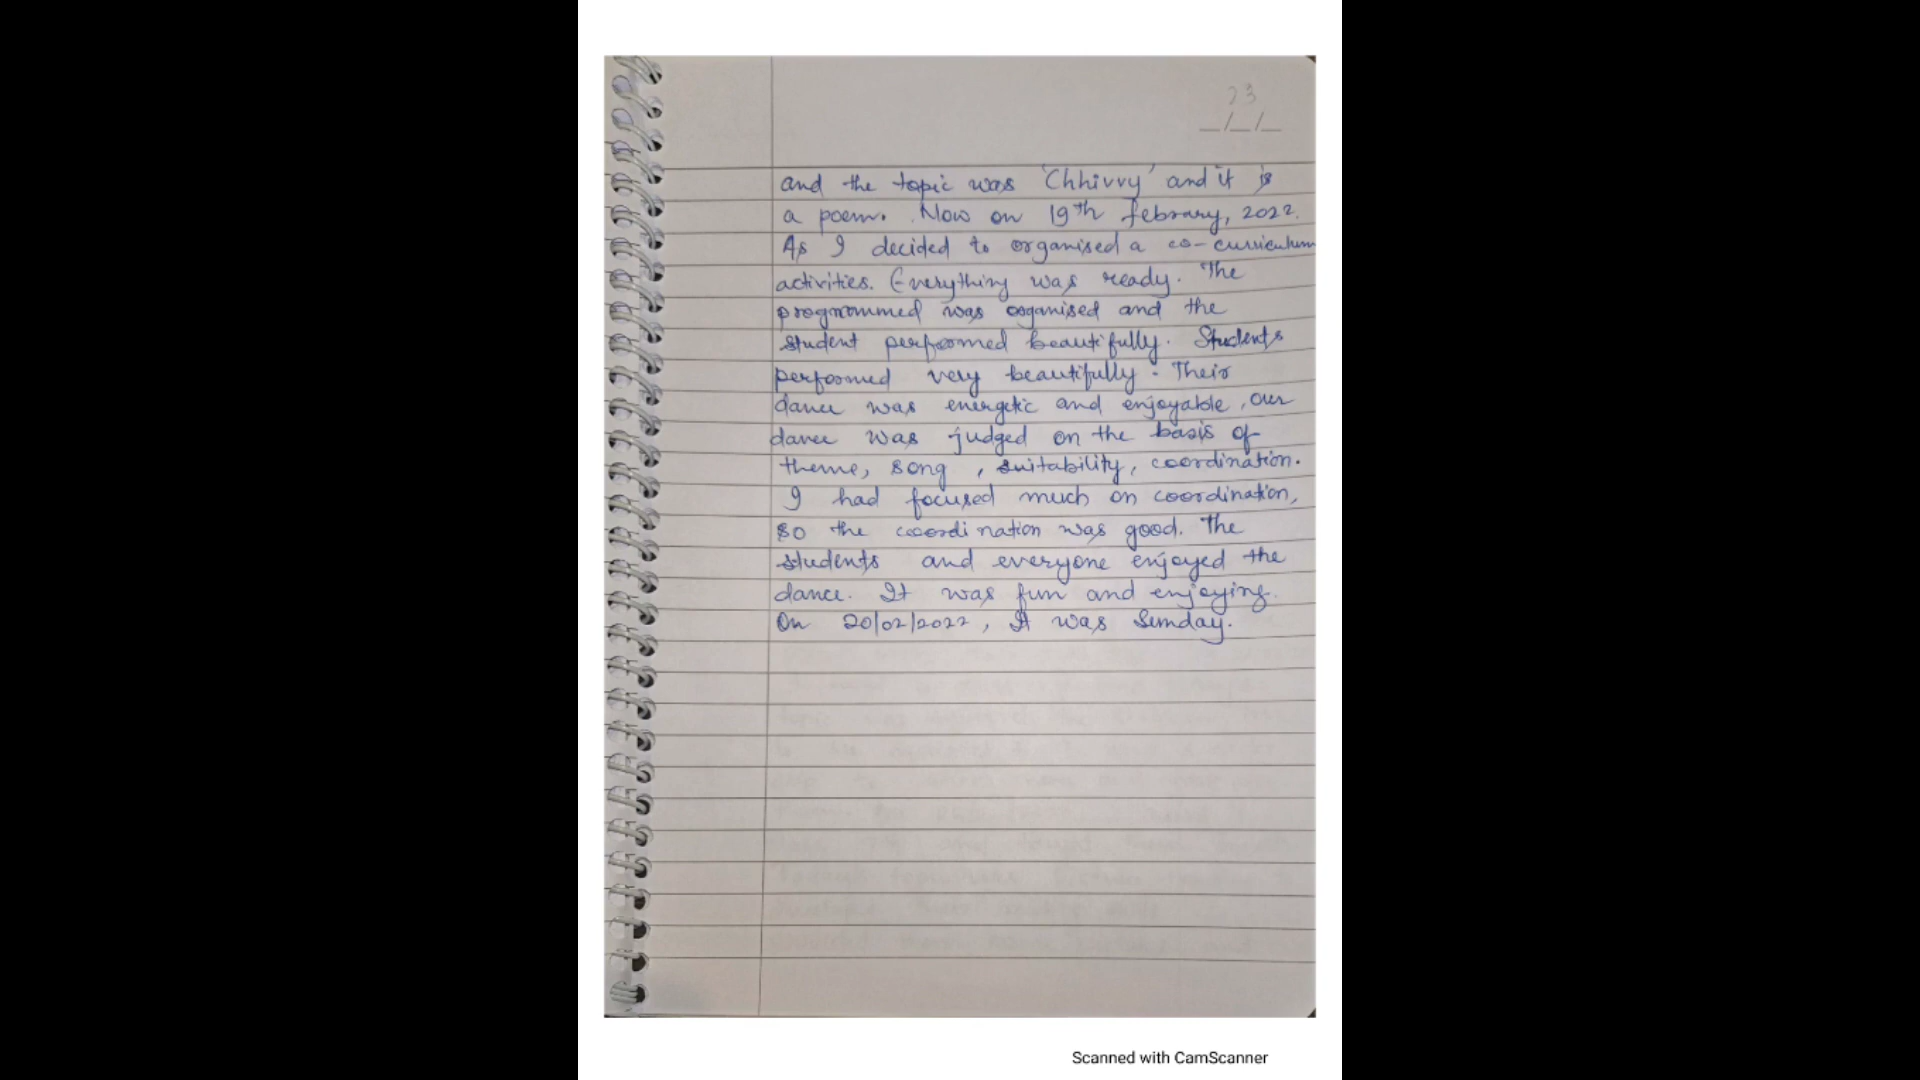 23
_/_/_
and the topic was 'Chhivvy' and it is
a poem. Now on 19th febrary, 2022.
As I decided to organised a co-curriculum
activities. Everything was ready. The
programmed was organised and the
student performed beautifully. Students
performed very beautifully. Their
dance was energetic and enjoyable, our
dance was judged on the basis of
theme, song , suitability, coordination.
I had focused much on coordination,
so the coordination was good. The
students and everyone enjoyed the
dance. It was fun and enjoying.
On 20/02/2022, It was Sunday.
Scanned with CamScanner